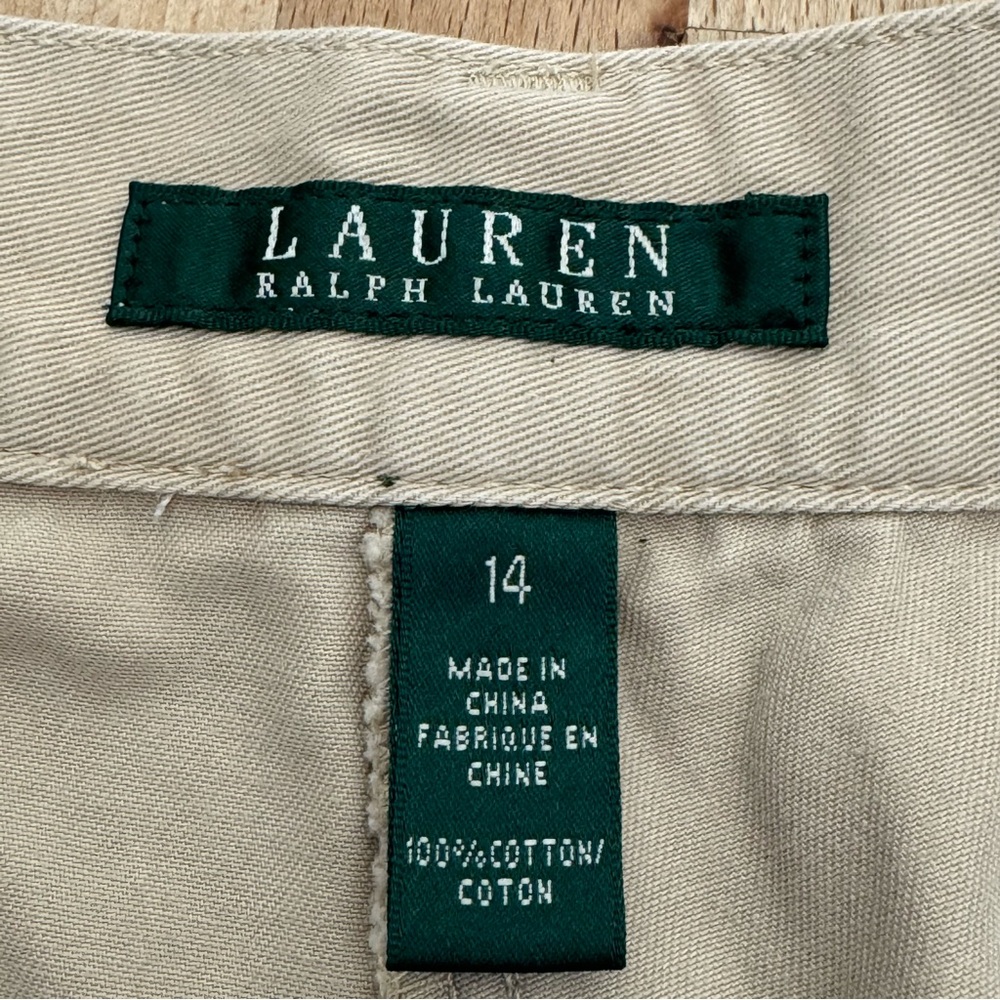 LAUREN
RALPH LAUREN
14
MADE IN
CHINA
FABRIQUE EN
CHINE
100%COTTON/
COTON